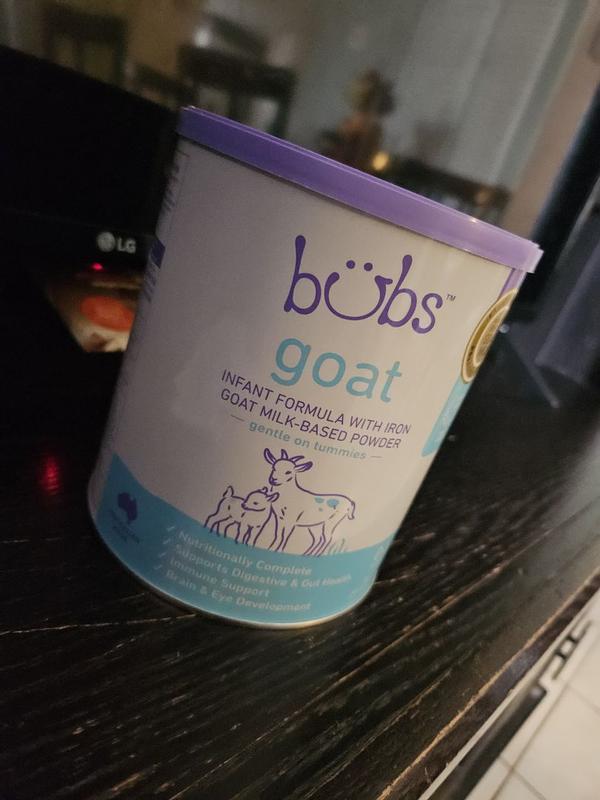 LG
bübs™
goat
INFANT FORMULA WITH IRON
GOAT MILK-BASED POWDER
— gentle on tummies —
✓ Nutritionally Complete
✓ Supports Digestive & Gut Health
✓ Immune Support
✓ Brain & Eye Development